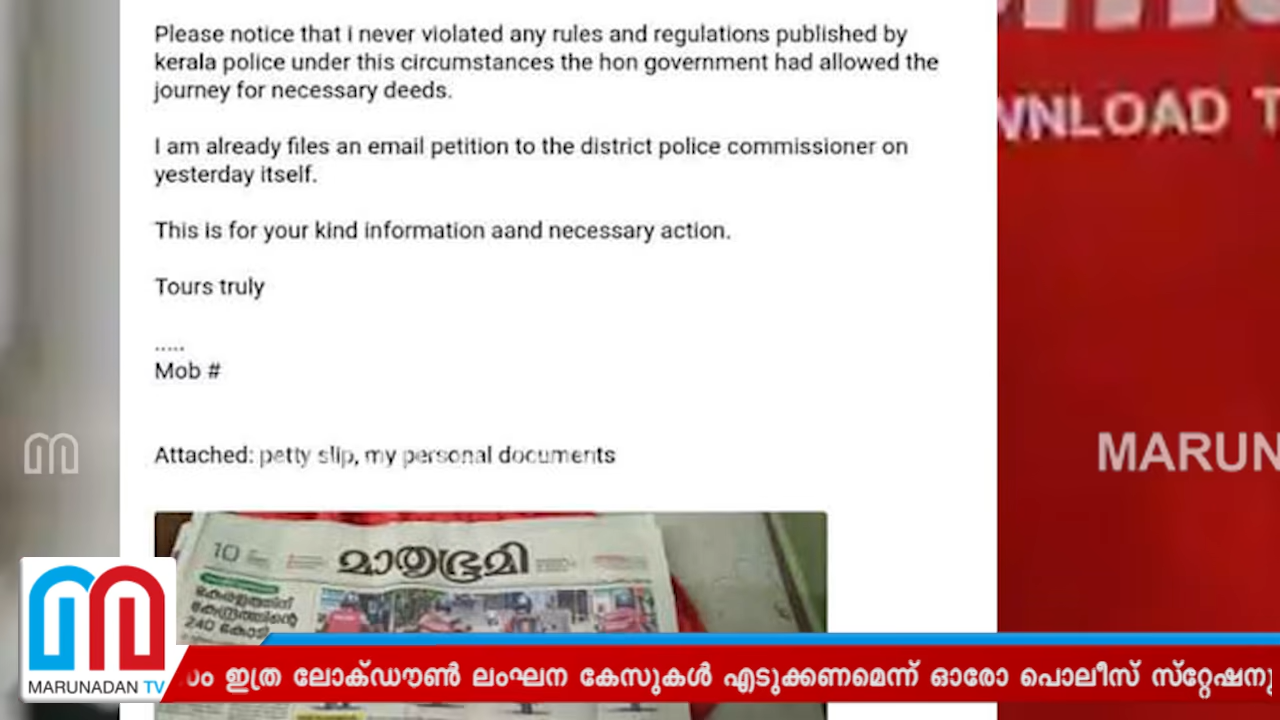 Please notice that i never violated any rules and regulations published by
kerala police under this circumstances the hon government had allowed the
journey for necessary deeds.
I am already files an email petition to the district police commissioner on
yesterday itself.
This is for your kind information aand necessary action.
Tours truly
.....
Mob #
Attached: petty slip, my personal documents
WNLOAD T
MARUN
10
മാതൃഭൂമി
കേരളത്തിന്
കേന്ദ്രത്തിന്റെ
240 കോടി
MARUNADAN TV
ഇത്ര ലോക്ഡൗൺ ലംഘന കേസുകൾ എടുക്കണമെന്ന് ഓരോ പൊലീസ് സ്റ്റേഷനു